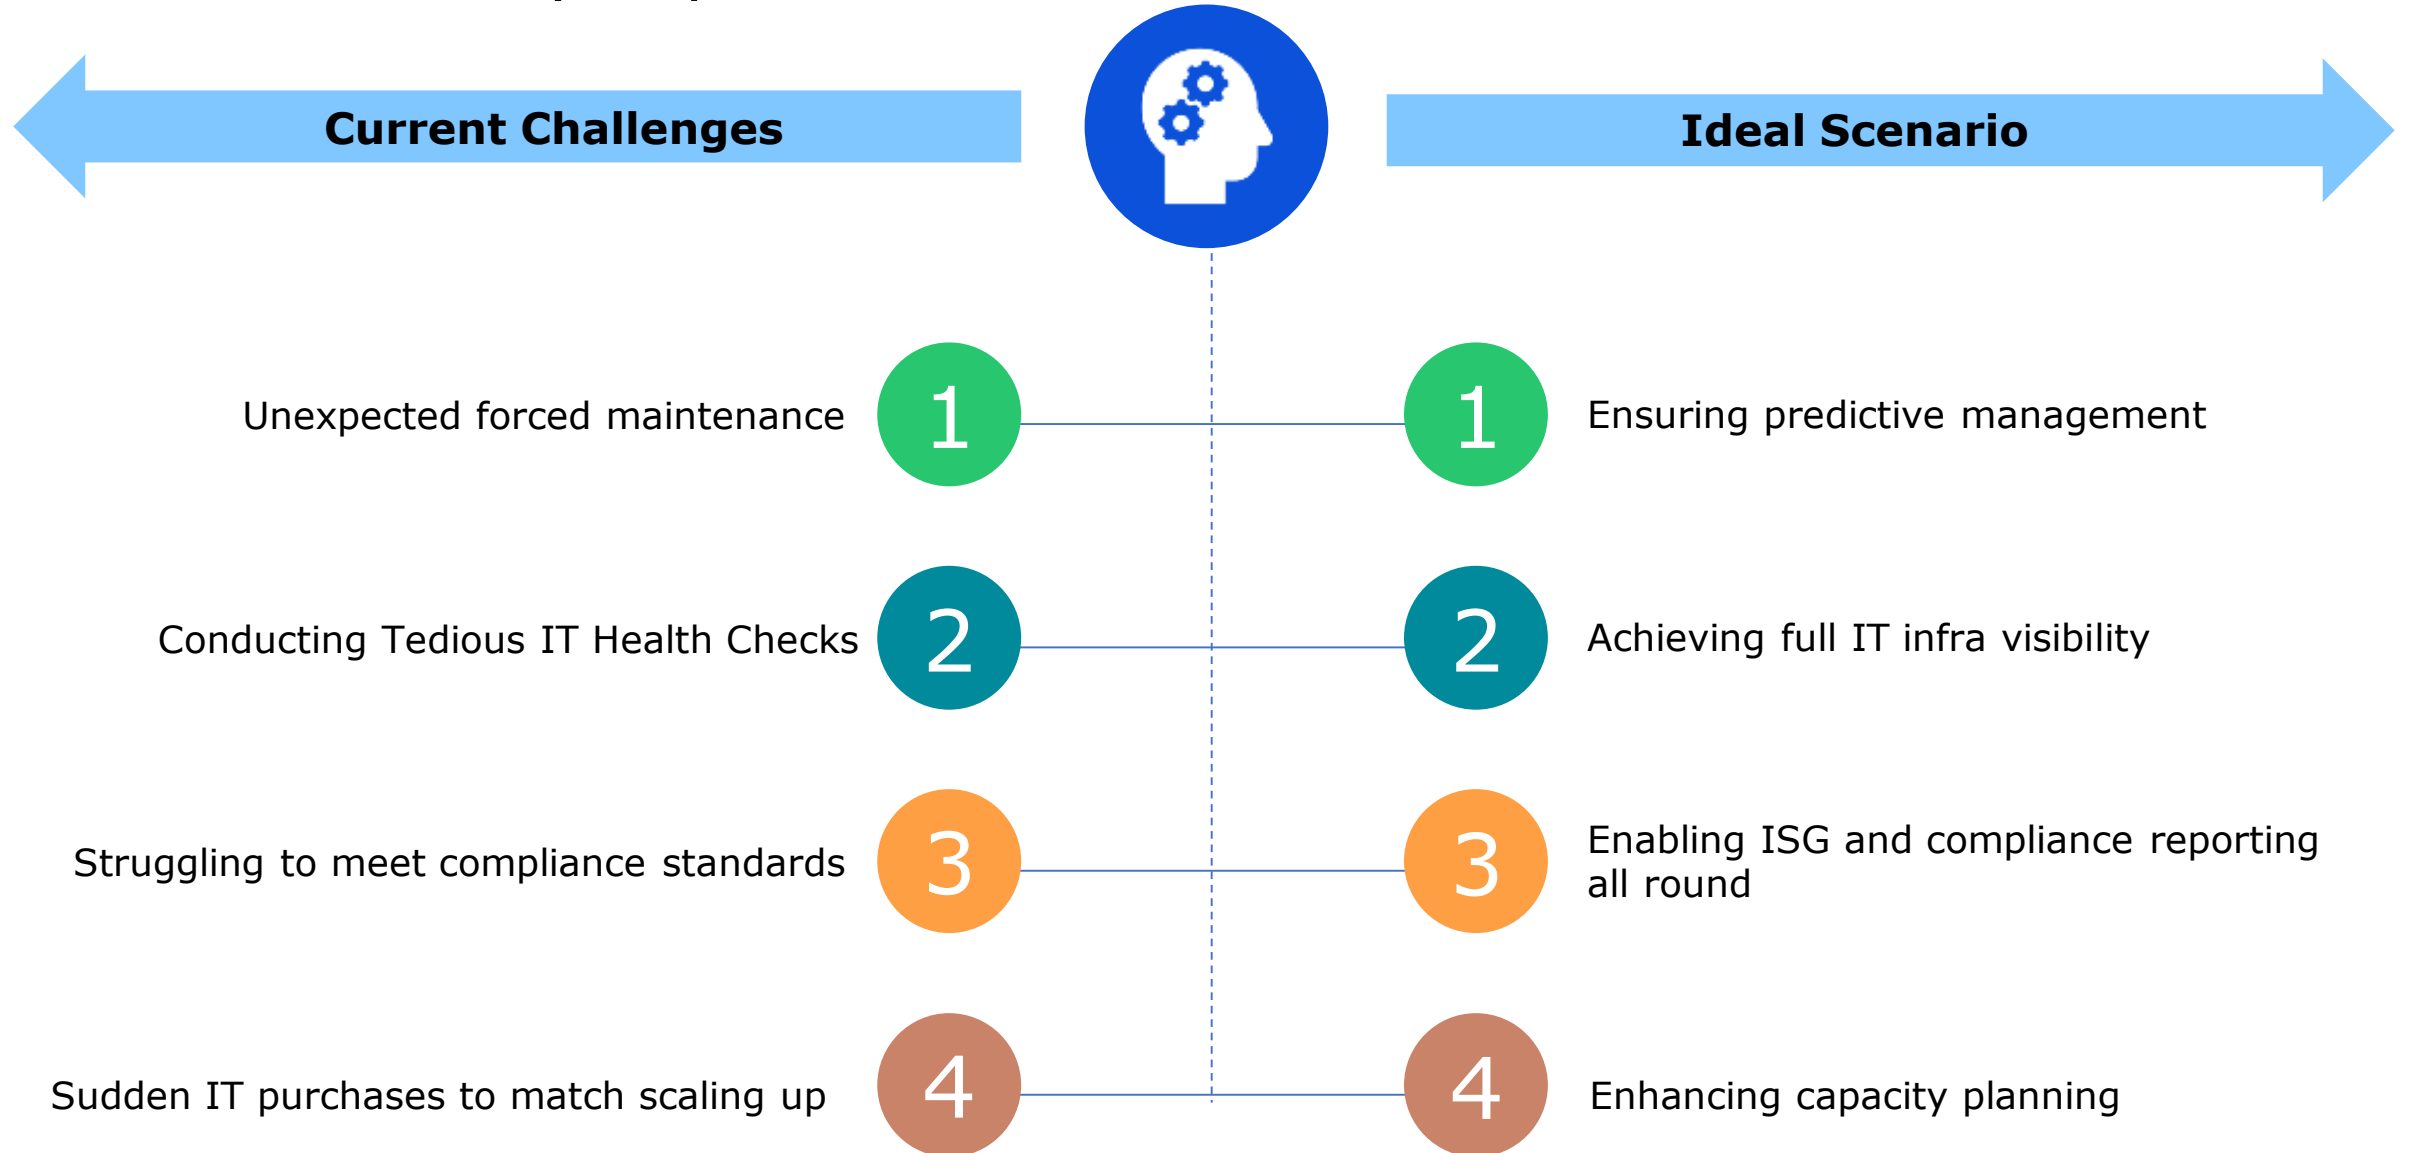 Current Challenges
Ideal Scenario
Unexpected forced maintenance
1
1
Ensuring predictive management
Conducting Tedious IT Health Checks
2
2
Achieving full IT infra visibility
Struggling to meet compliance standards
3
3
Enabling ISG and compliance reporting
all round
Sudden IT purchases to match scaling up
4
4
Enhancing capacity planning